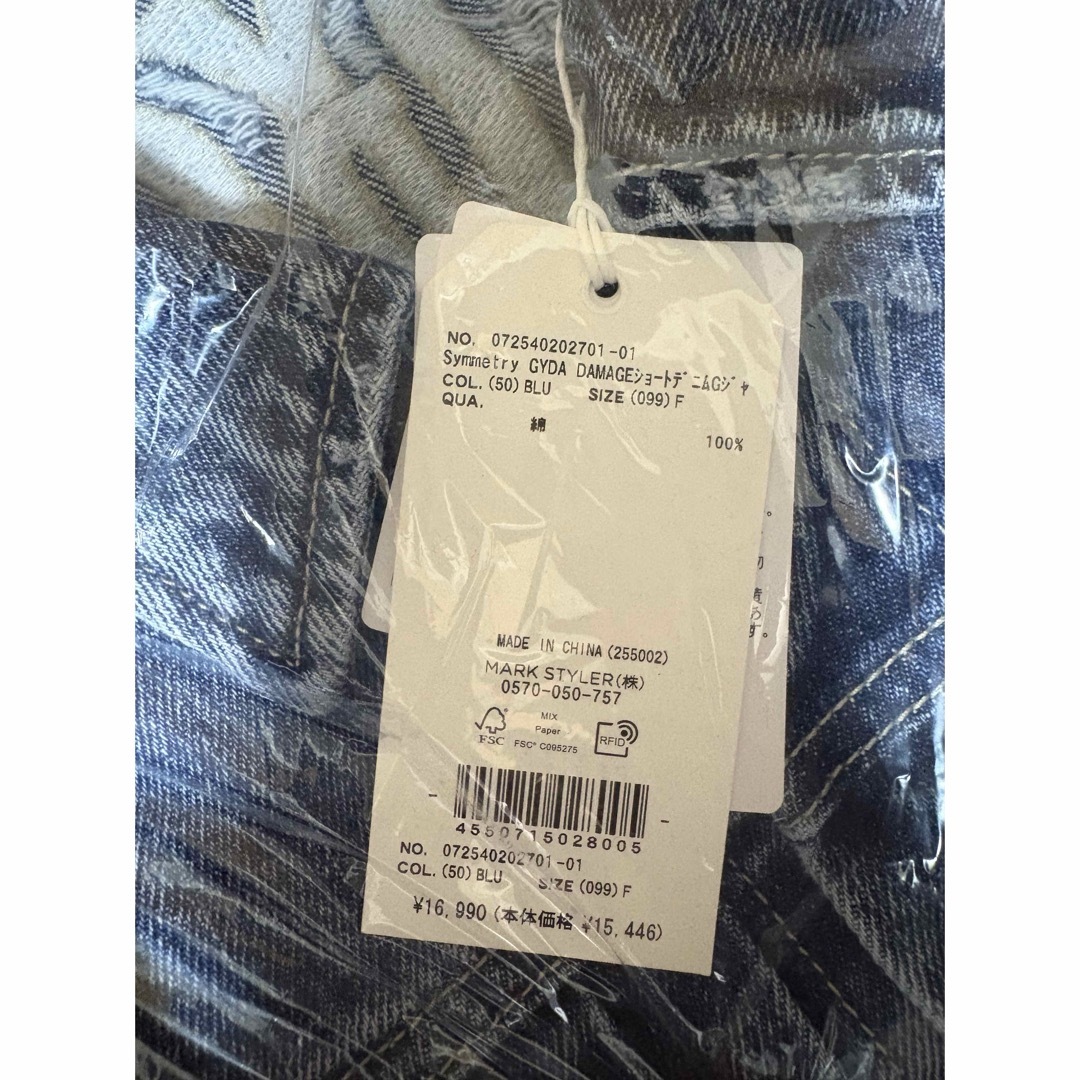 NO. 072540202701-01
Symmetry GYDA DAMAGEショートデニムGジャ
COL. (50) BLU SIZE (099) F
QUA.
綿 100%
MADE IN CHINA (255002)
MARK STYLER(株)
0570-050-757
FSC
MIX
Paper
FSC® C095275
RFID
4550715028005
NO. 072540202701-01
COL. (50) BLU SIZE (099) F
¥16,990 (本体価格 ¥15,446)